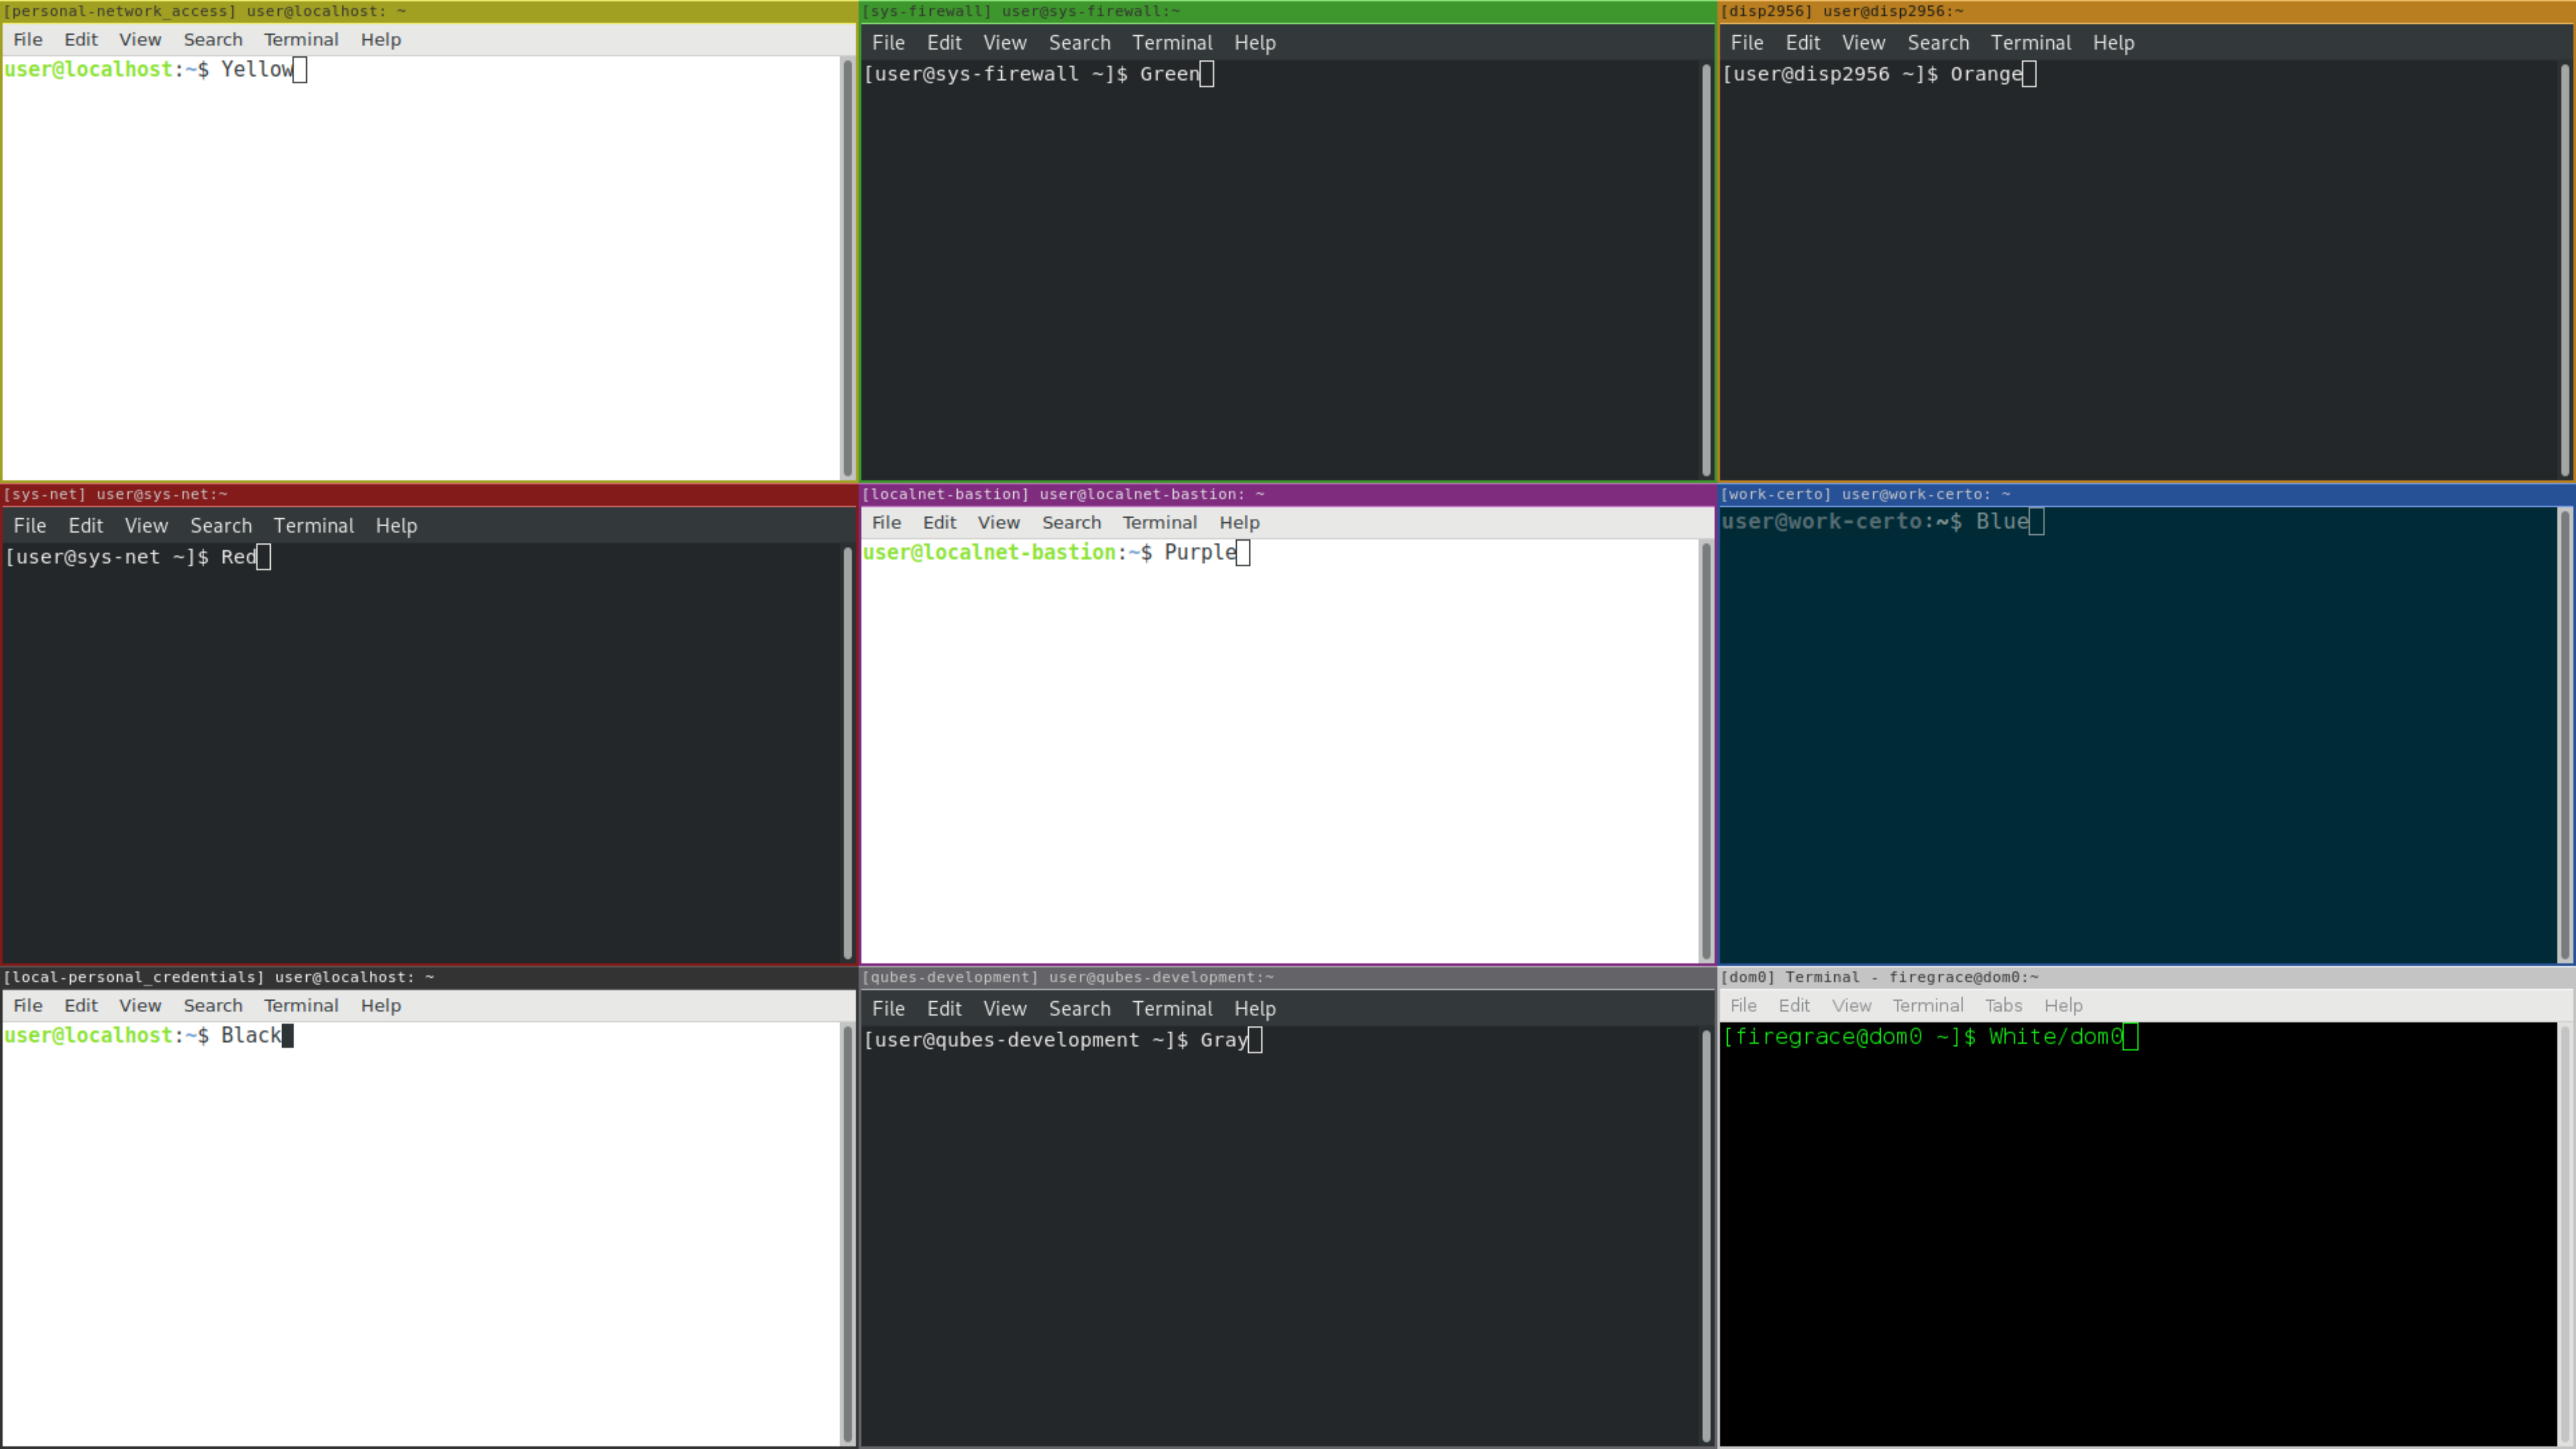 [personal-network_access] user@localhost: ~
File Edit View Search Terminal Help
user@localhost:~$ Yellow
[sys-firewall] user@sys-firewall:~
File Edit View Search Terminal Help
[user@sys-firewall ~]$ Green
[disp2956] user@disp2956:~
File Edit View Search Terminal Help
[user@disp2956 ~]$ Orange
[sys-net] user@sys-net:~
File Edit View Search Terminal Help
[user@sys-net ~]$ Red
[localnet-bastion] user@localnet-bastion: ~
File Edit View Search Terminal Help
user@localnet-bastion:~$ Purple
[work-certo] user@work-certo: ~
user@work-certo:~$ Blue
[local-personal_credentials] user@localhost: ~
File Edit View Search Terminal Help
user@localhost:~$ Black
[qubes-development] user@qubes-development:~
File Edit View Search Terminal Help
[user@qubes-development ~]$ Gray
[dom0] Terminal - firegrace@dom0:~
File Edit View Terminal Tabs Help
[firegrace@dom0 ~]$ White/dom0